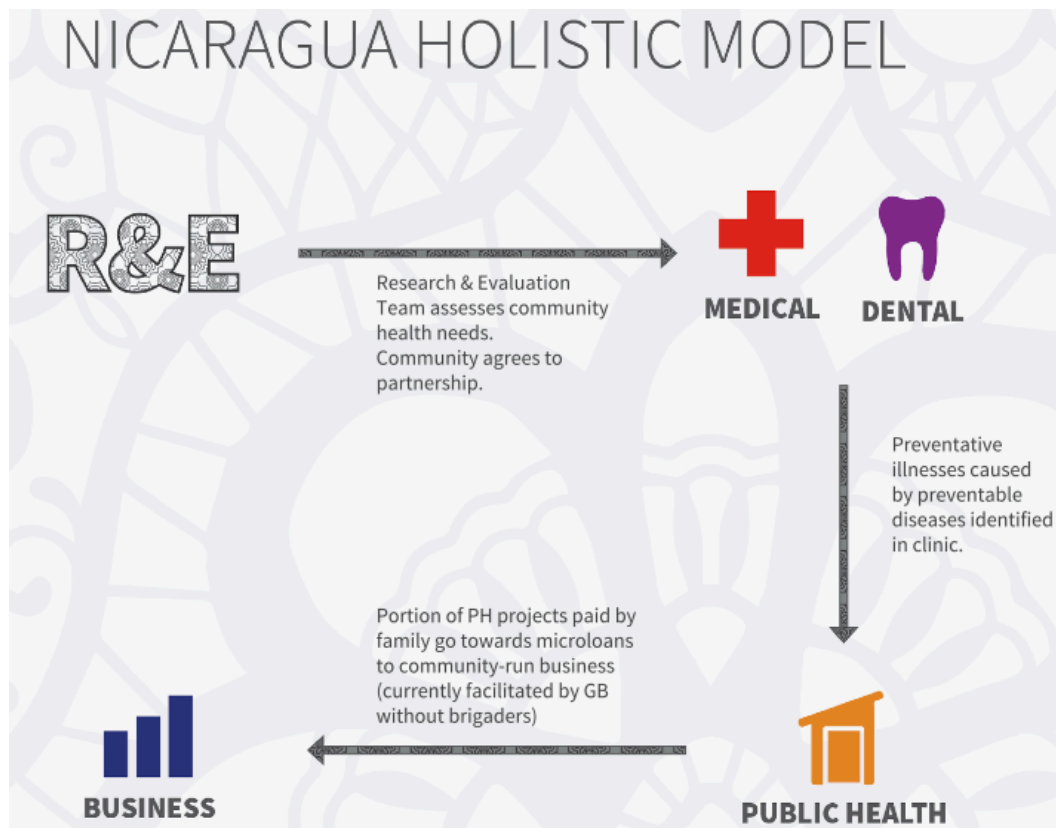 NICARAGUA HOLISTIC MODEL
R&E
Research & Evaluation
Team assesses community
health needs.
Community agrees to
partnership.
MEDICAL
DENTAL
Preventative
illnesses caused
by preventable
diseases identified
in clinic.
Portion of PH projects paid by
family go towards microloans
to community-run business
(currently facilitated by GB
without brigaders)
BUSINESS
PUBLIC HEALTH